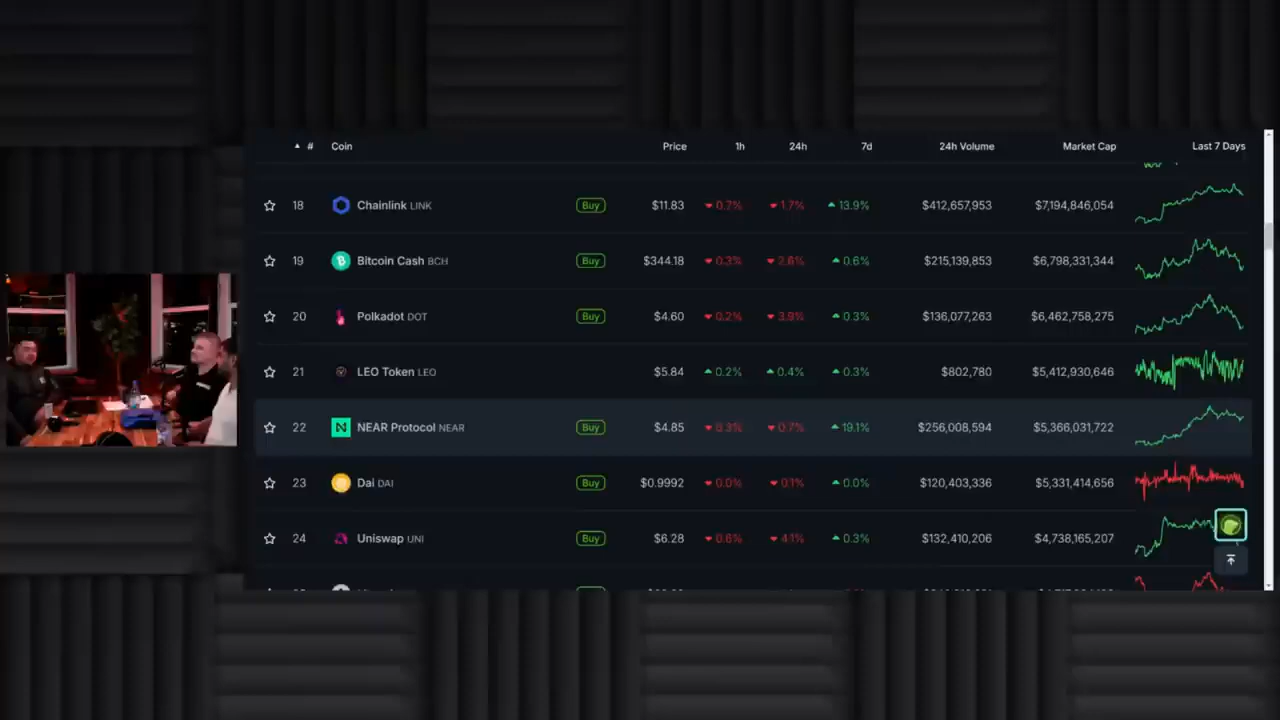 # Coin Price 1h 24h 7d 24h Volume Market Cap Last 7 Days
18 Chainlink LINK Buy $11.83 0.7% 1.7% 13.9% $412,657,953 $7,194,846,054
19 Bitcoin Cash BCH Buy $344.18 0.3% 2.6% 0.6% $215,139,853 $6,798,331,344
20 Polkadot DOT Buy $4.60 0.2% 3.9% 0.3% $136,077,263 $6,462,758,275
21 LEO Token LEO $5.84 0.2% 0.4% 0.3% $802,780 $5,412,930,646
22 NEAR Protocol NEAR Buy $4.85 0.7% 19.1% $256,008,594 $5,366,031,722
23 Dai DAI Buy $0.9992 0.0% 0.1% 0.0% $120,403,336 $5,331,414,656
24 Uniswap UNI Buy $6.28 0.6% 4.1% 0.3% $132,410,206 $4,738,165,207